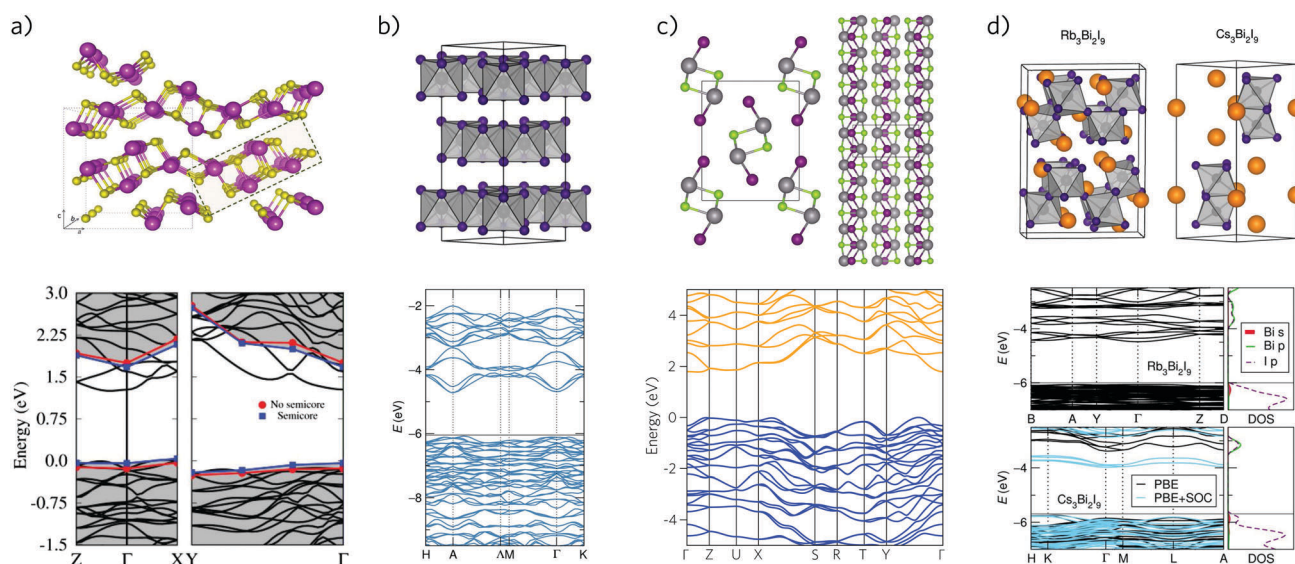 a)
c
b
a
3.0
2.25
1.5
0.75
0.0
-0.75
-1.5
Energy (eV)
No semicore
Semicore
Z
Γ
X
Y
Γ
b)
-2
-4
-6
-8
E (eV)
H
A
Λ
M
Γ
K
c)
4
2
0
-2
-4
Energy (eV)
Γ
Z
U
X
S
R
T
Y
Γ
d)
Rb3Bi2I9
Cs3Bi2I9
-4
-6
E (eV)
Bi s
Bi p
I p
Rb3Bi2I9
B
A
Y
Γ
Z
D
DOS
-4
-6
E (eV)
PBE
PBE+SOC
Cs3Bi2I9
H
K
Γ
M
L
A
DOS